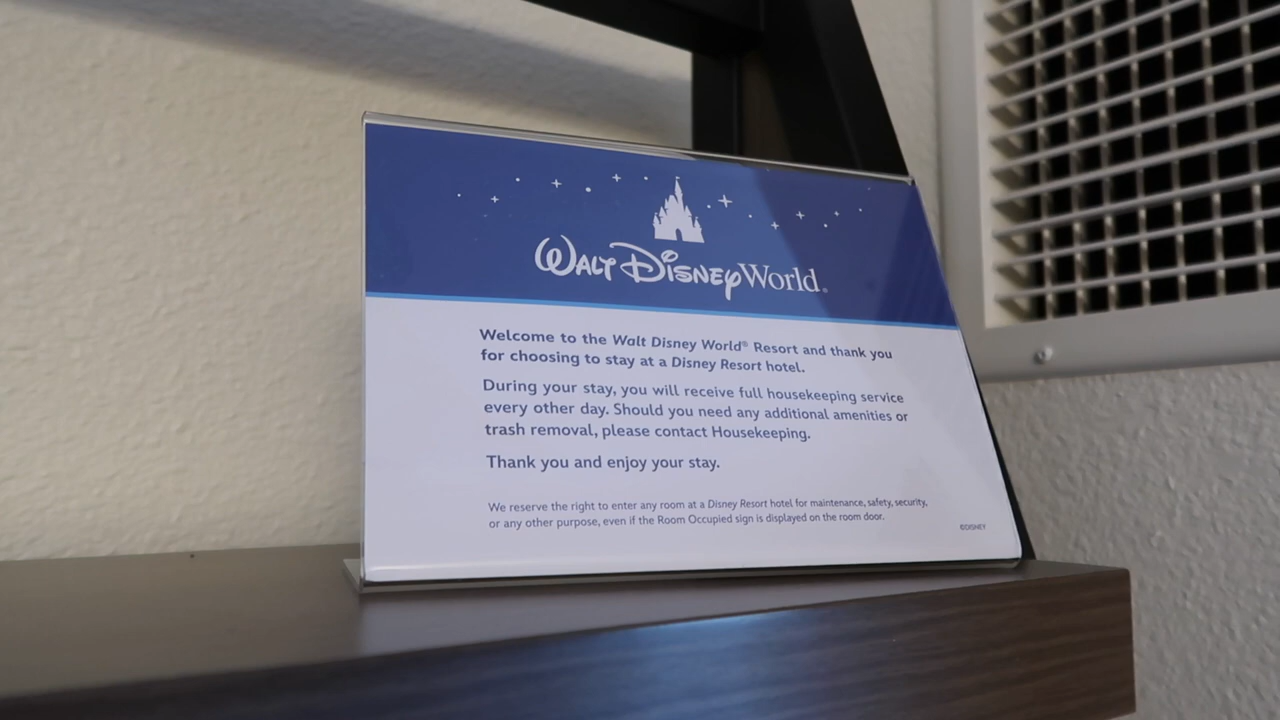 WALT DISNEY World®
Welcome to the Walt Disney World® Resort and thank you
for choosing to stay at a Disney Resort hotel.
During your stay, you will receive full housekeeping service
every other day. Should you need any additional amenities or
trash removal, please contact Housekeeping.
Thank you and enjoy your stay.
We reserve the right to enter any room at a Disney Resort hotel for maintenance, safety, security,
or any other purpose, even if the Room Occupied sign is displayed on the room door.
©DISNEY